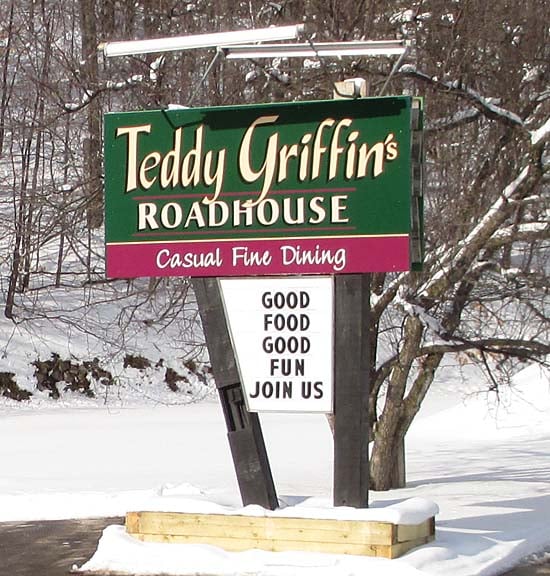 Teddy Griffin's
ROADHOUSE
Casual Fine Dining
GOOD
FOOD
GOOD
FUN
JOIN US